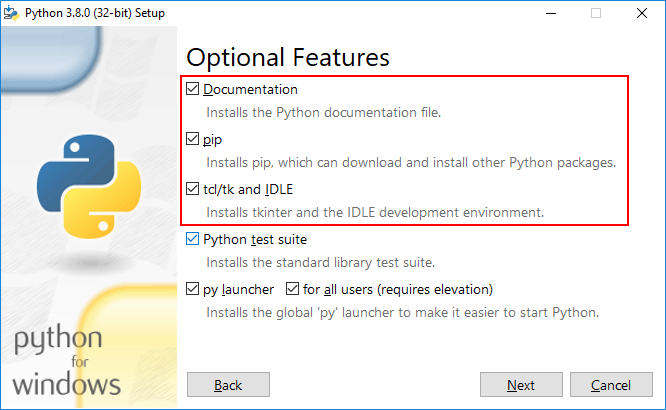 Python 3.8.0 (32-bit) Setup
Optional Features
Documentation
Installs the Python documentation file.
pip
Installs pip, which can download and install other Python packages.
tcl/tk and IDLE
Installs tkinter and the IDLE development environment.
Python test suite
Installs the standard library test suite.
py launcher for all users (requires elevation)
Installs the global 'py' launcher to make it easier to start Python.
python
for
windows
Back Next Cancel